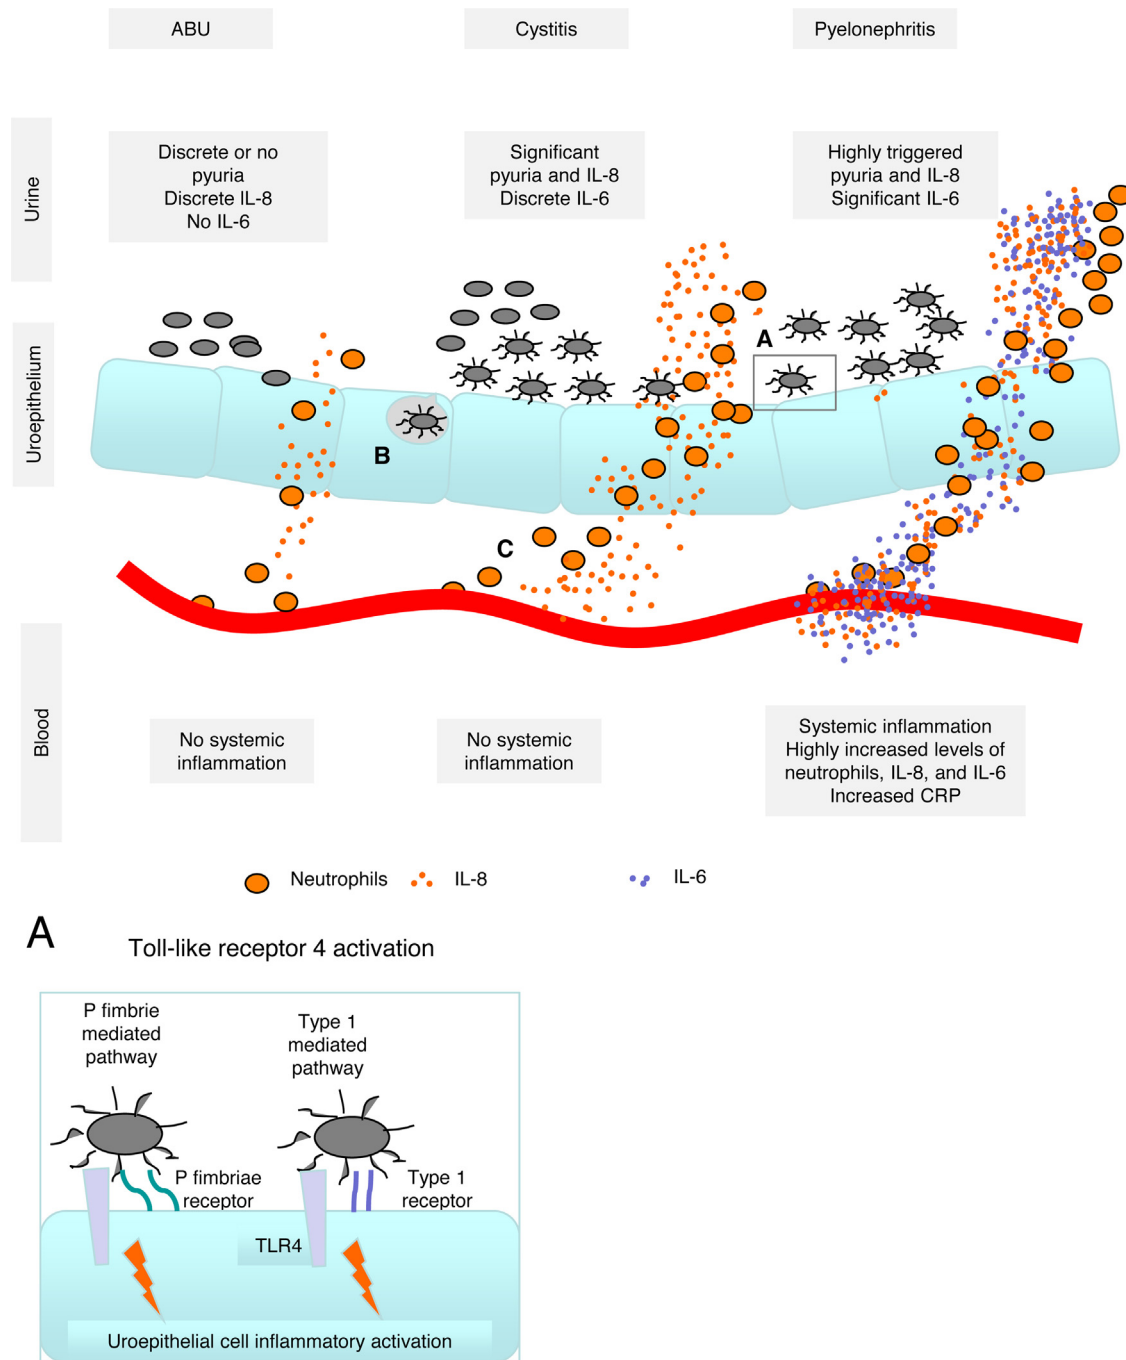 ABU
Cystitis
Pyelonephritis
Urine
Discrete or no
pyuria
Discrete IL-8
No IL-6
Significant
pyuria and IL-8
Discrete IL-6
Highly triggered
pyuria and IL-8
Significant IL-6
Uroepithelium
A
B
C
Blood
No systemic
inflammation
No systemic
inflammation
Systemic inflammation
Highly increased levels of
neutrophils, IL-8, and IL-6
Increased CRP
Neutrophils
IL-8
IL-6
A
Toll-like receptor 4 activation
P fimbrie
mediated
pathway
Type 1
mediated
pathway
P fimbriae
receptor
Type 1
receptor
TLR4
Uroepithelial cell inflammatory activation